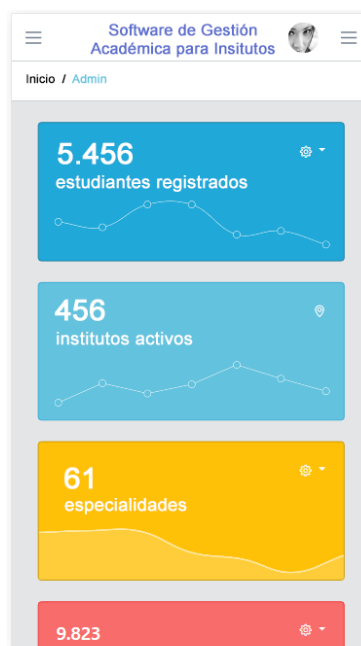 Software de Gestión
Académica para Insitutos
Inicio / Admin
5.456
estudiantes registrados
456
institutos activos
61
especialidades
9.823